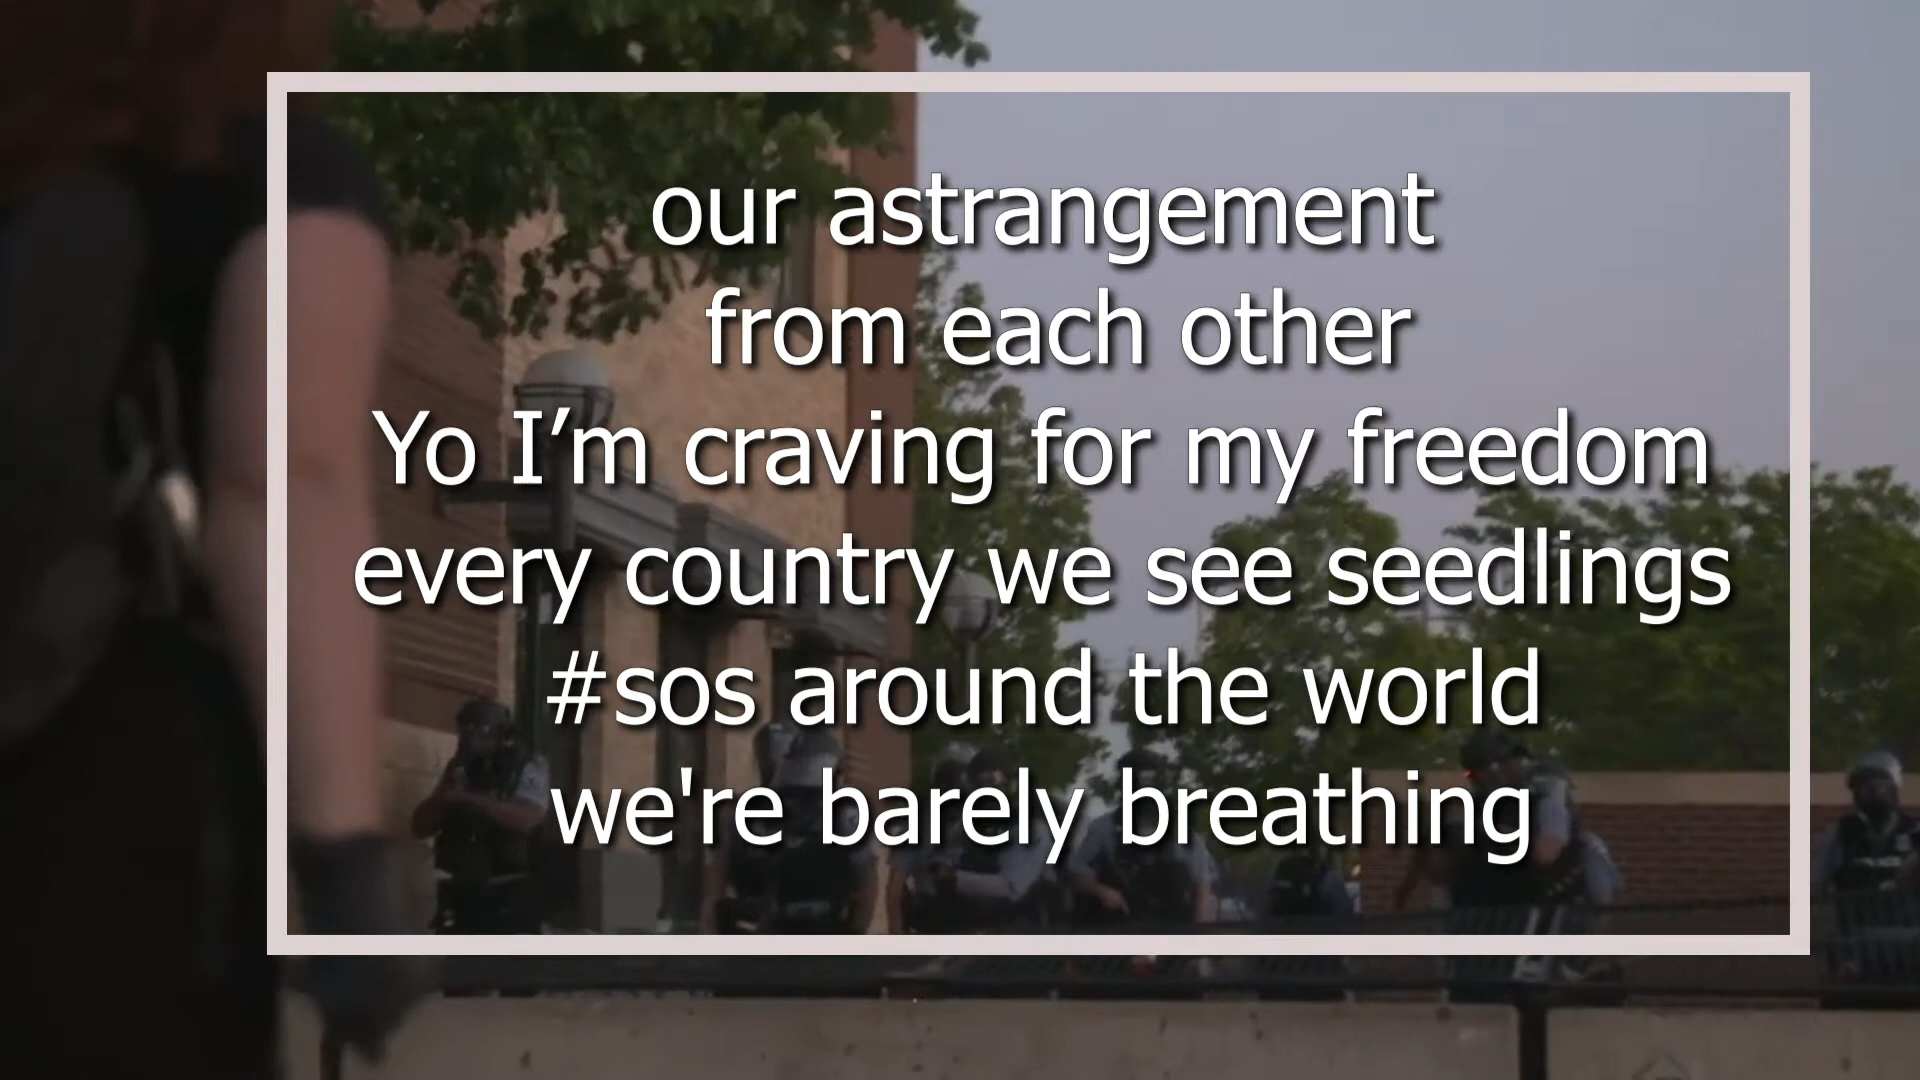 our astrangement
from each other
Yo I’m craving for my freedom
every country we see seedlings
#sos around the world
we're barely breathing